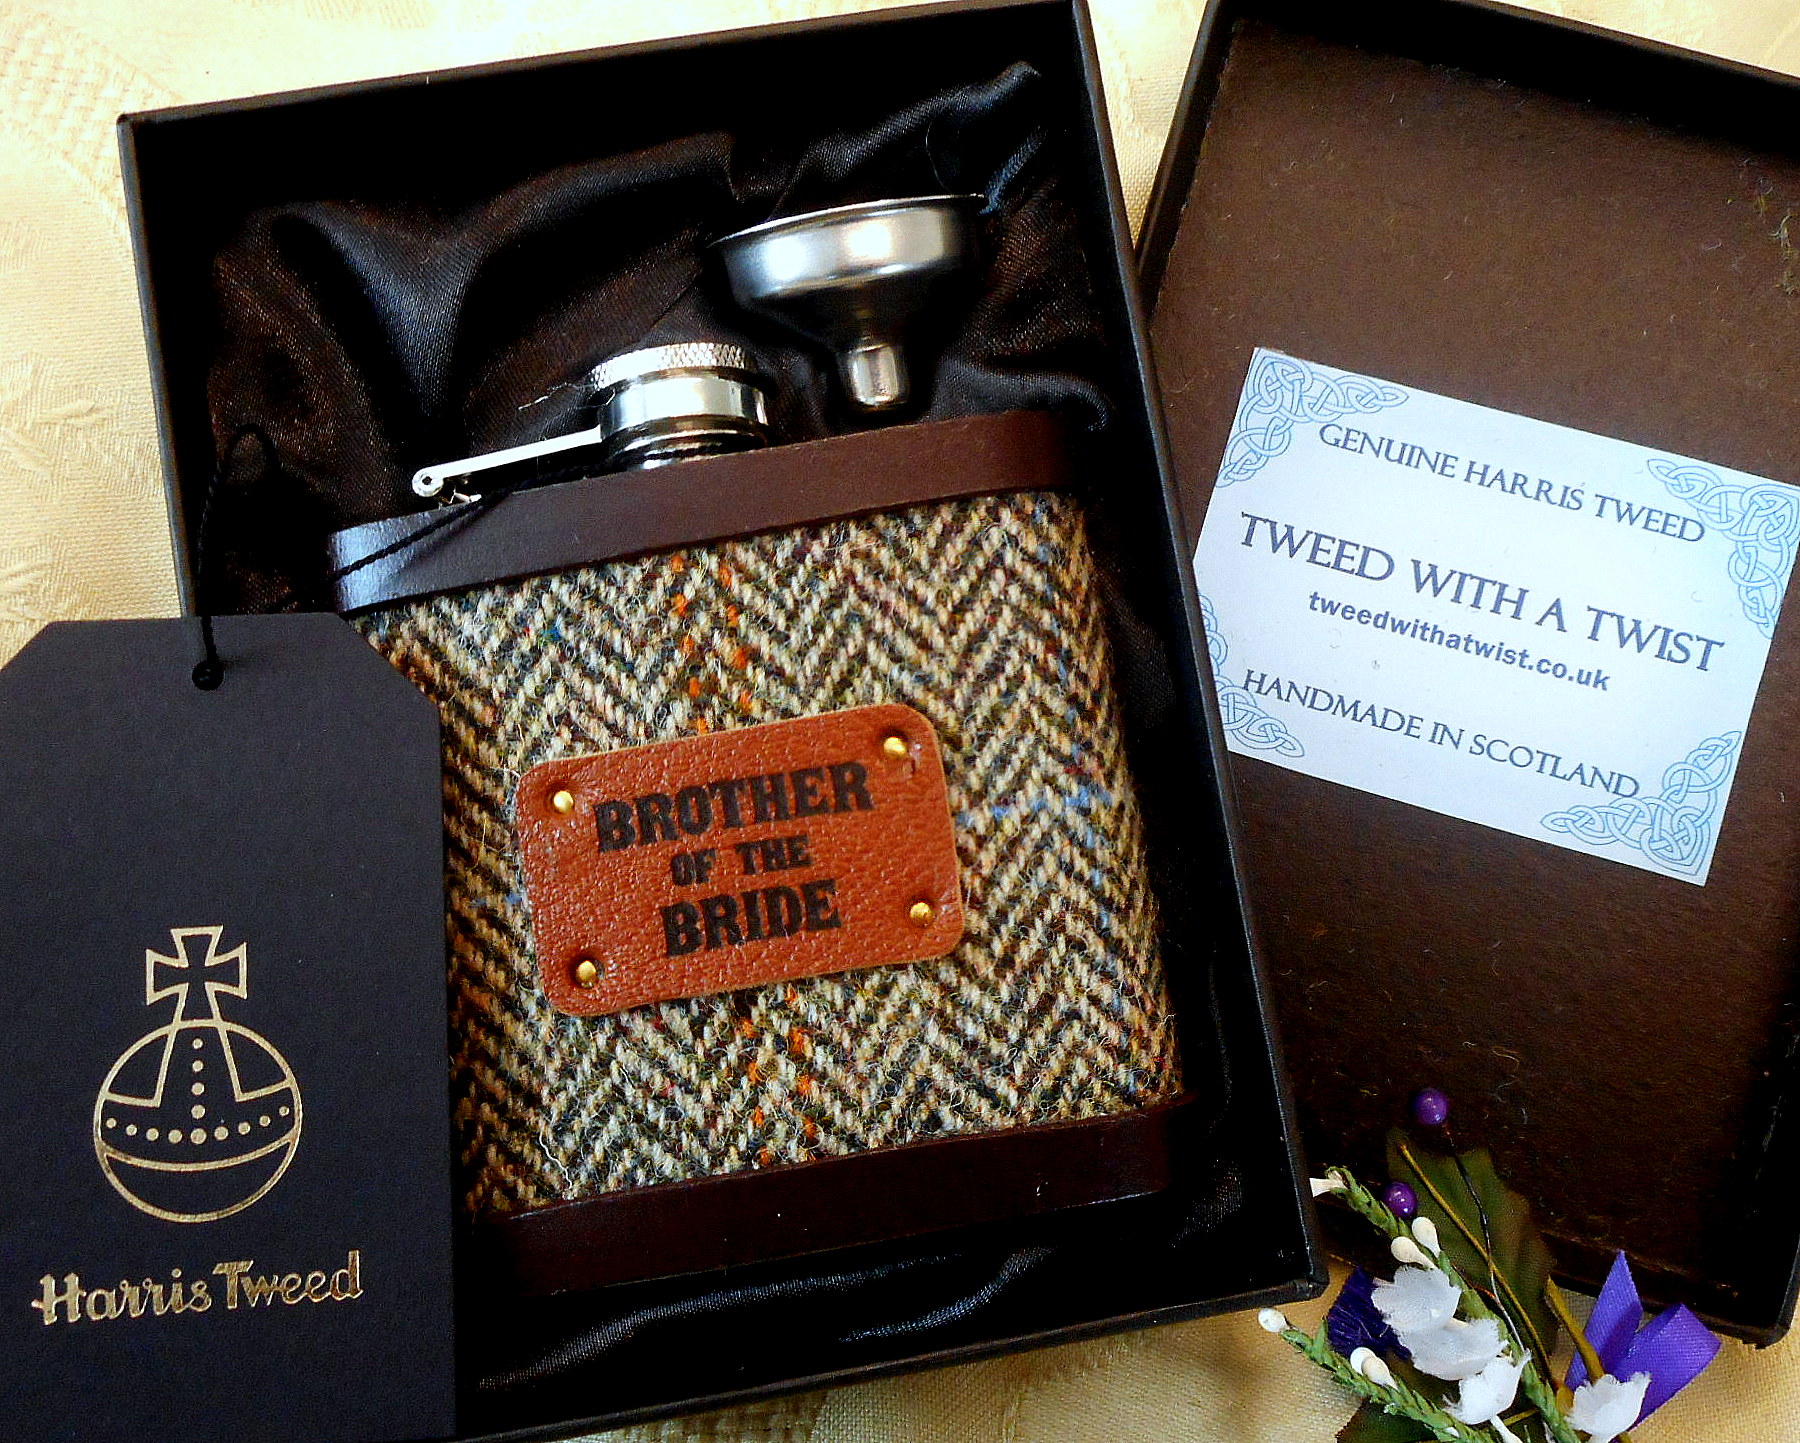 BROTHER
OF THE
BRIDE
Harris Tweed
GENUINE HARRIS TWEED
TWEED WITH A TWIST
tweedwithatwist.co.uk
HANDMADE IN SCOTLAND